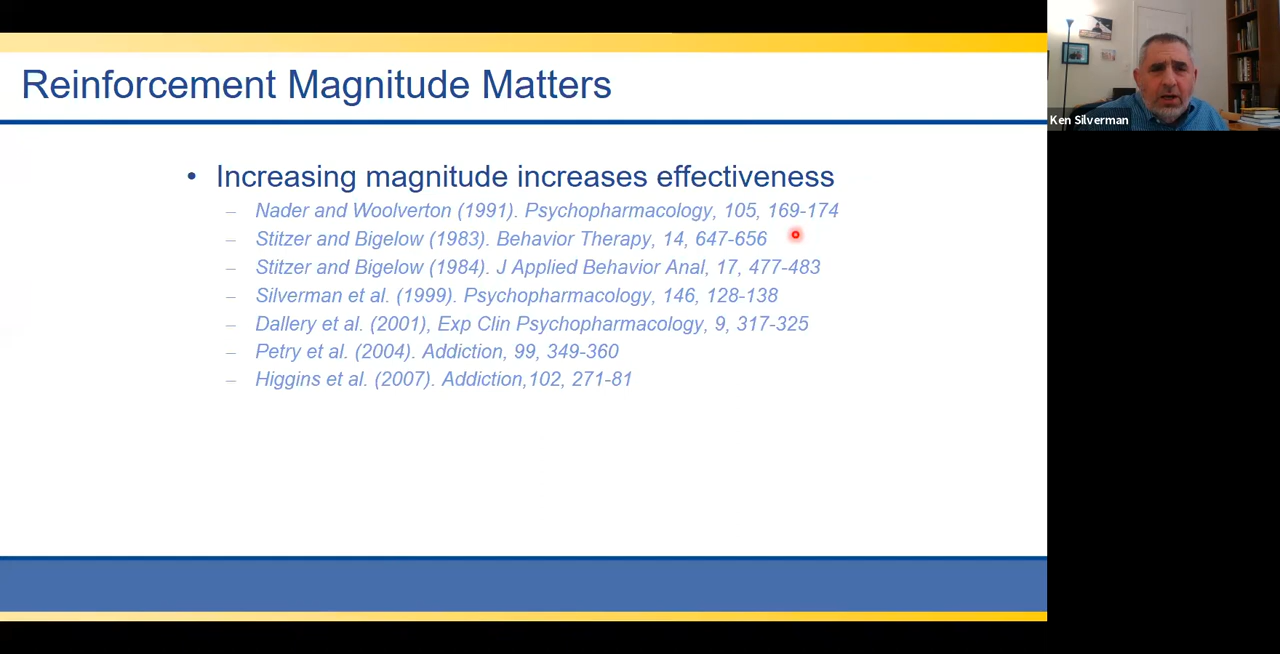 Reinforcement Magnitude Matters
Ken Silverman
• Increasing magnitude increases effectiveness
– Nader and Woolverton (1991). Psychopharmacology, 105, 169-174
– Stitzer and Bigelow (1983). Behavior Therapy, 14, 647-656
– Stitzer and Bigelow (1984). J Applied Behavior Anal, 17, 477-483
– Silverman et al. (1999). Psychopharmacology, 146, 128-138
– Dallery et al. (2001), Exp Clin Psychopharmacology, 9, 317-325
– Petry et al. (2004). Addiction, 99, 349-360
– Higgins et al. (2007). Addiction,102, 271-81